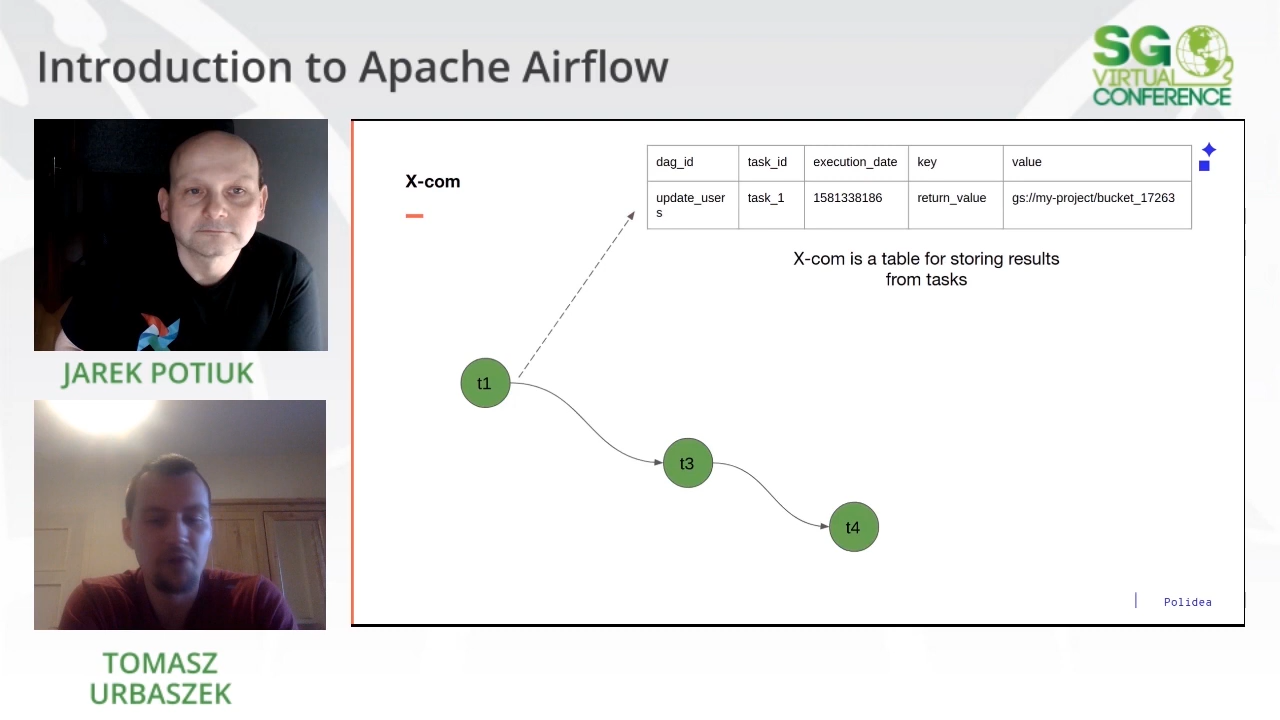 Introduction to Apache Airflow
SG
VIRTUAL
CONFERENCE
JAREK POTIUK
TOMASZ
URBASZEK
X-com
dag_id task_id execution_date key value
update_user task_1 1581338186 return_value gs://my-project/bucket_17263
s
X-com is a table for storing results
from tasks
t1
t3
t4
Polidea